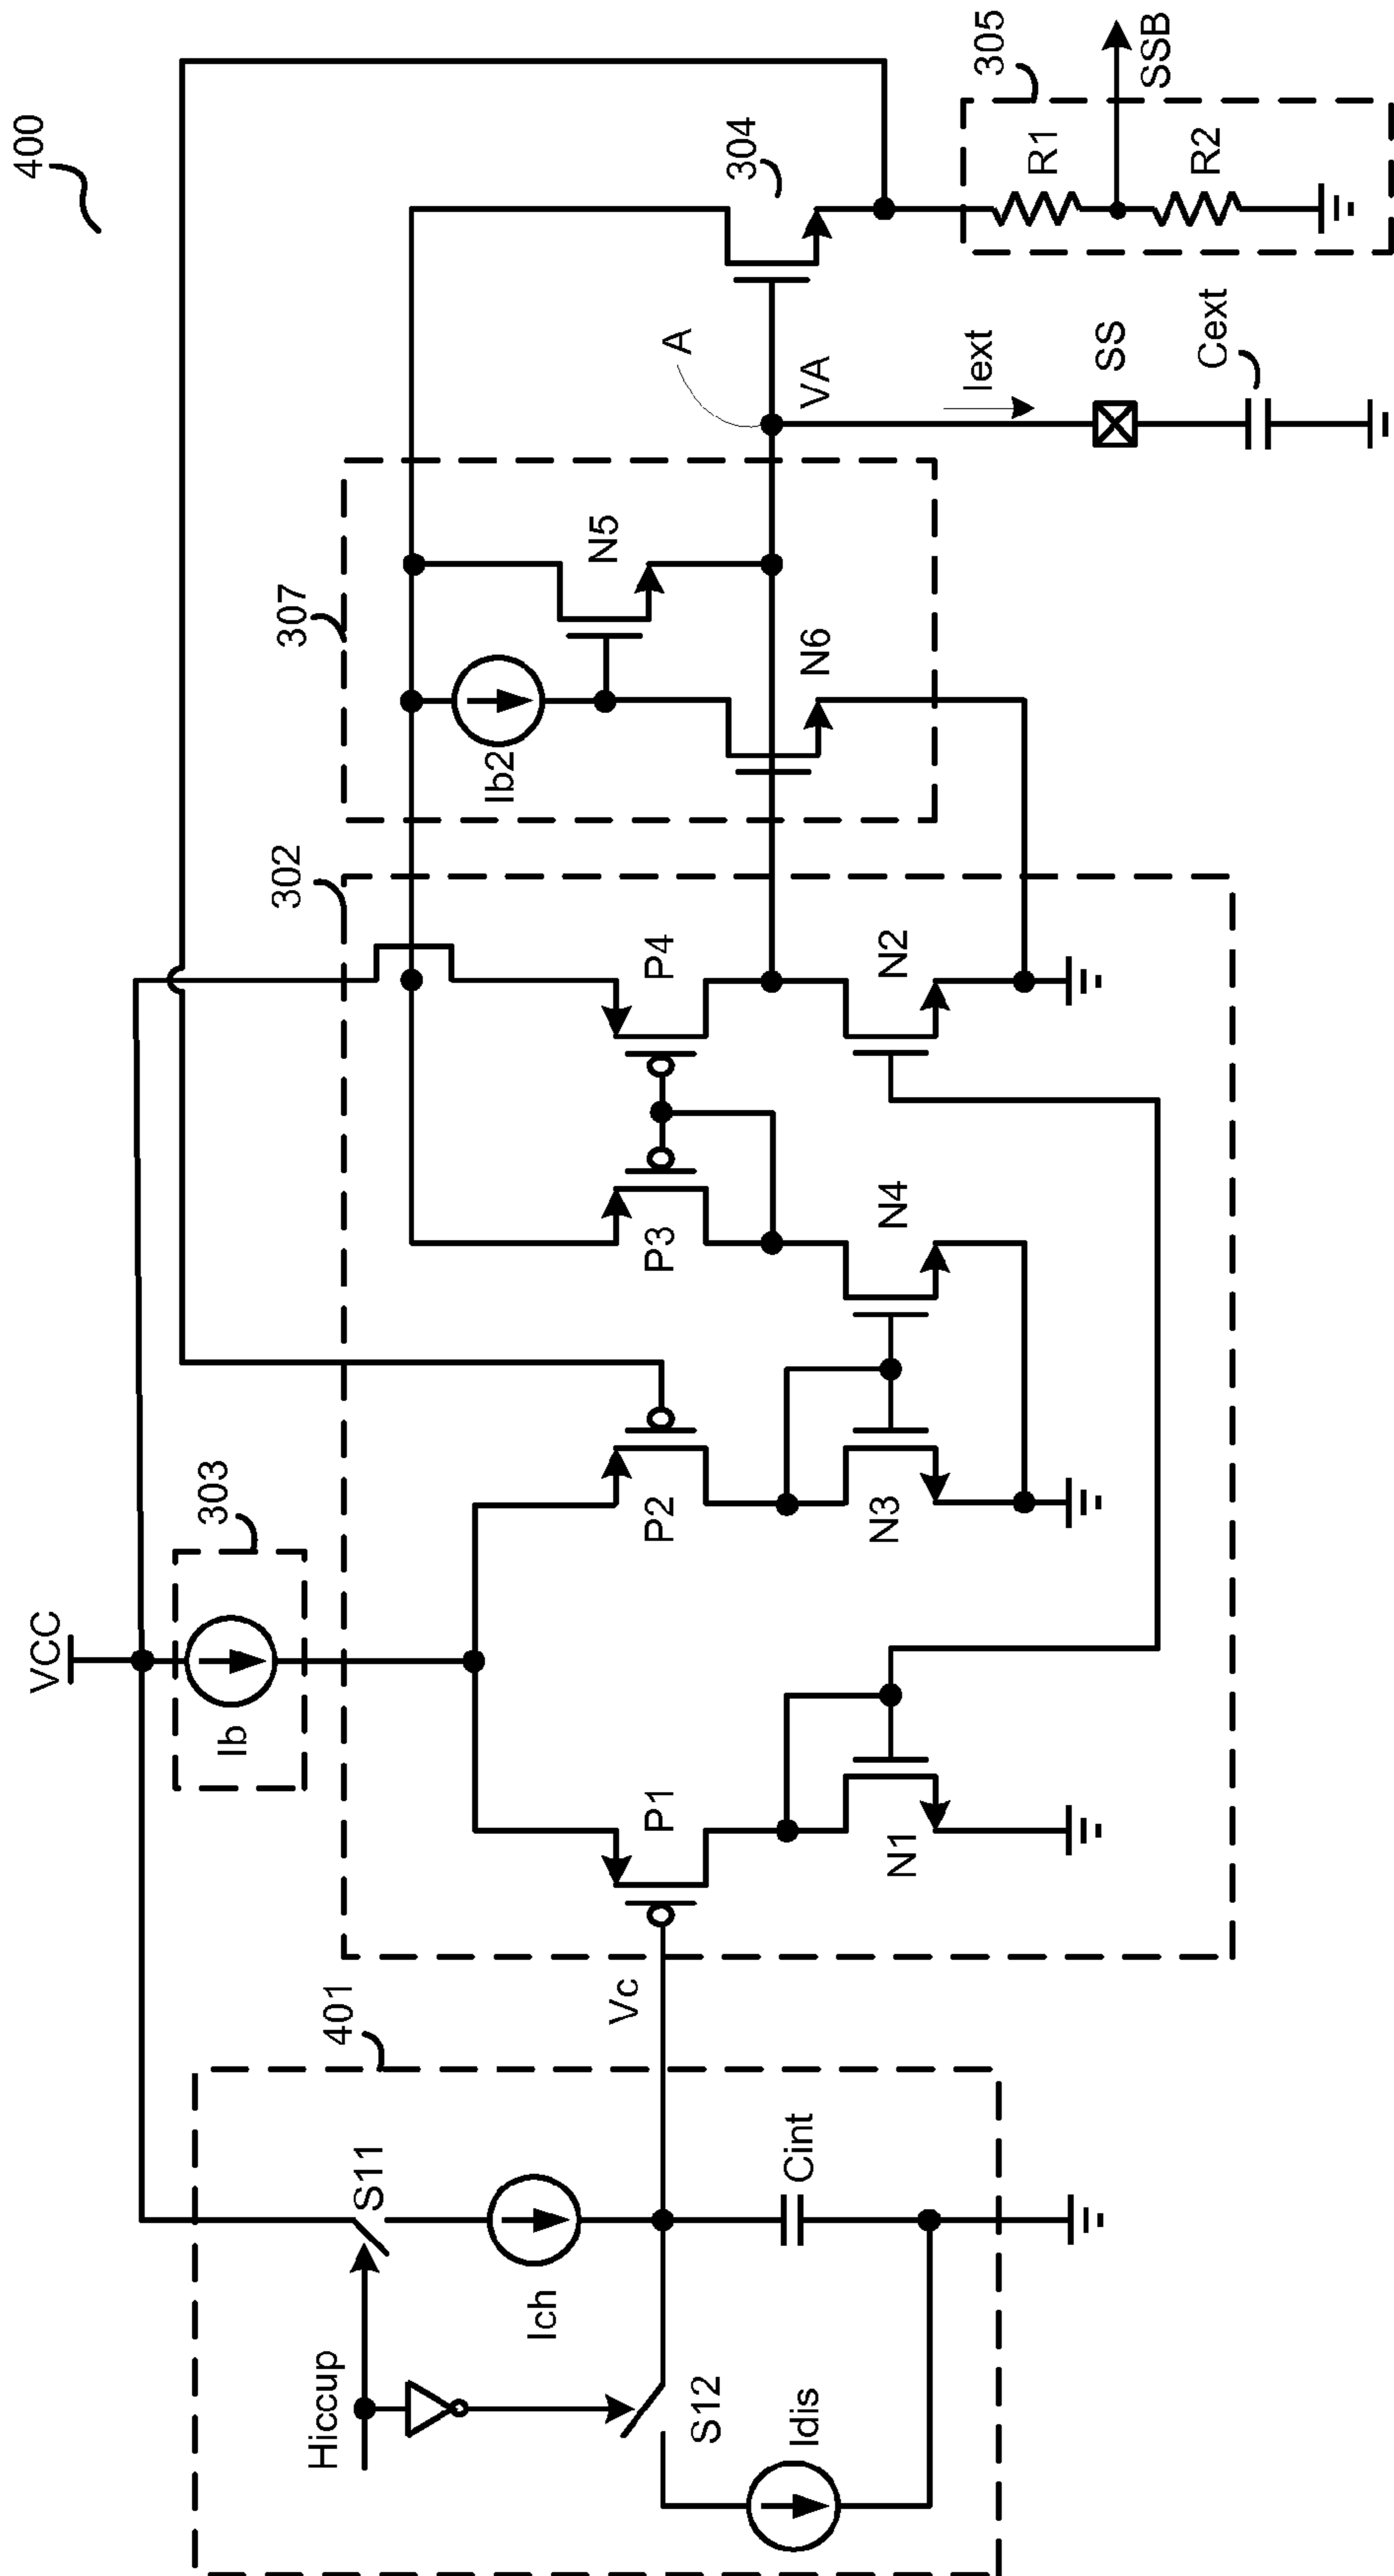 400
VCC
303
Ib
302
307
Ib2
N5
N6
A
VA
304
305
R1
R2
SSB
Iext
SS
Cext
401
Hiccup
S11
Ich
S12
Idis
Cint
Vc
P1
N1
P2
N3
P3
N4
P4
N2